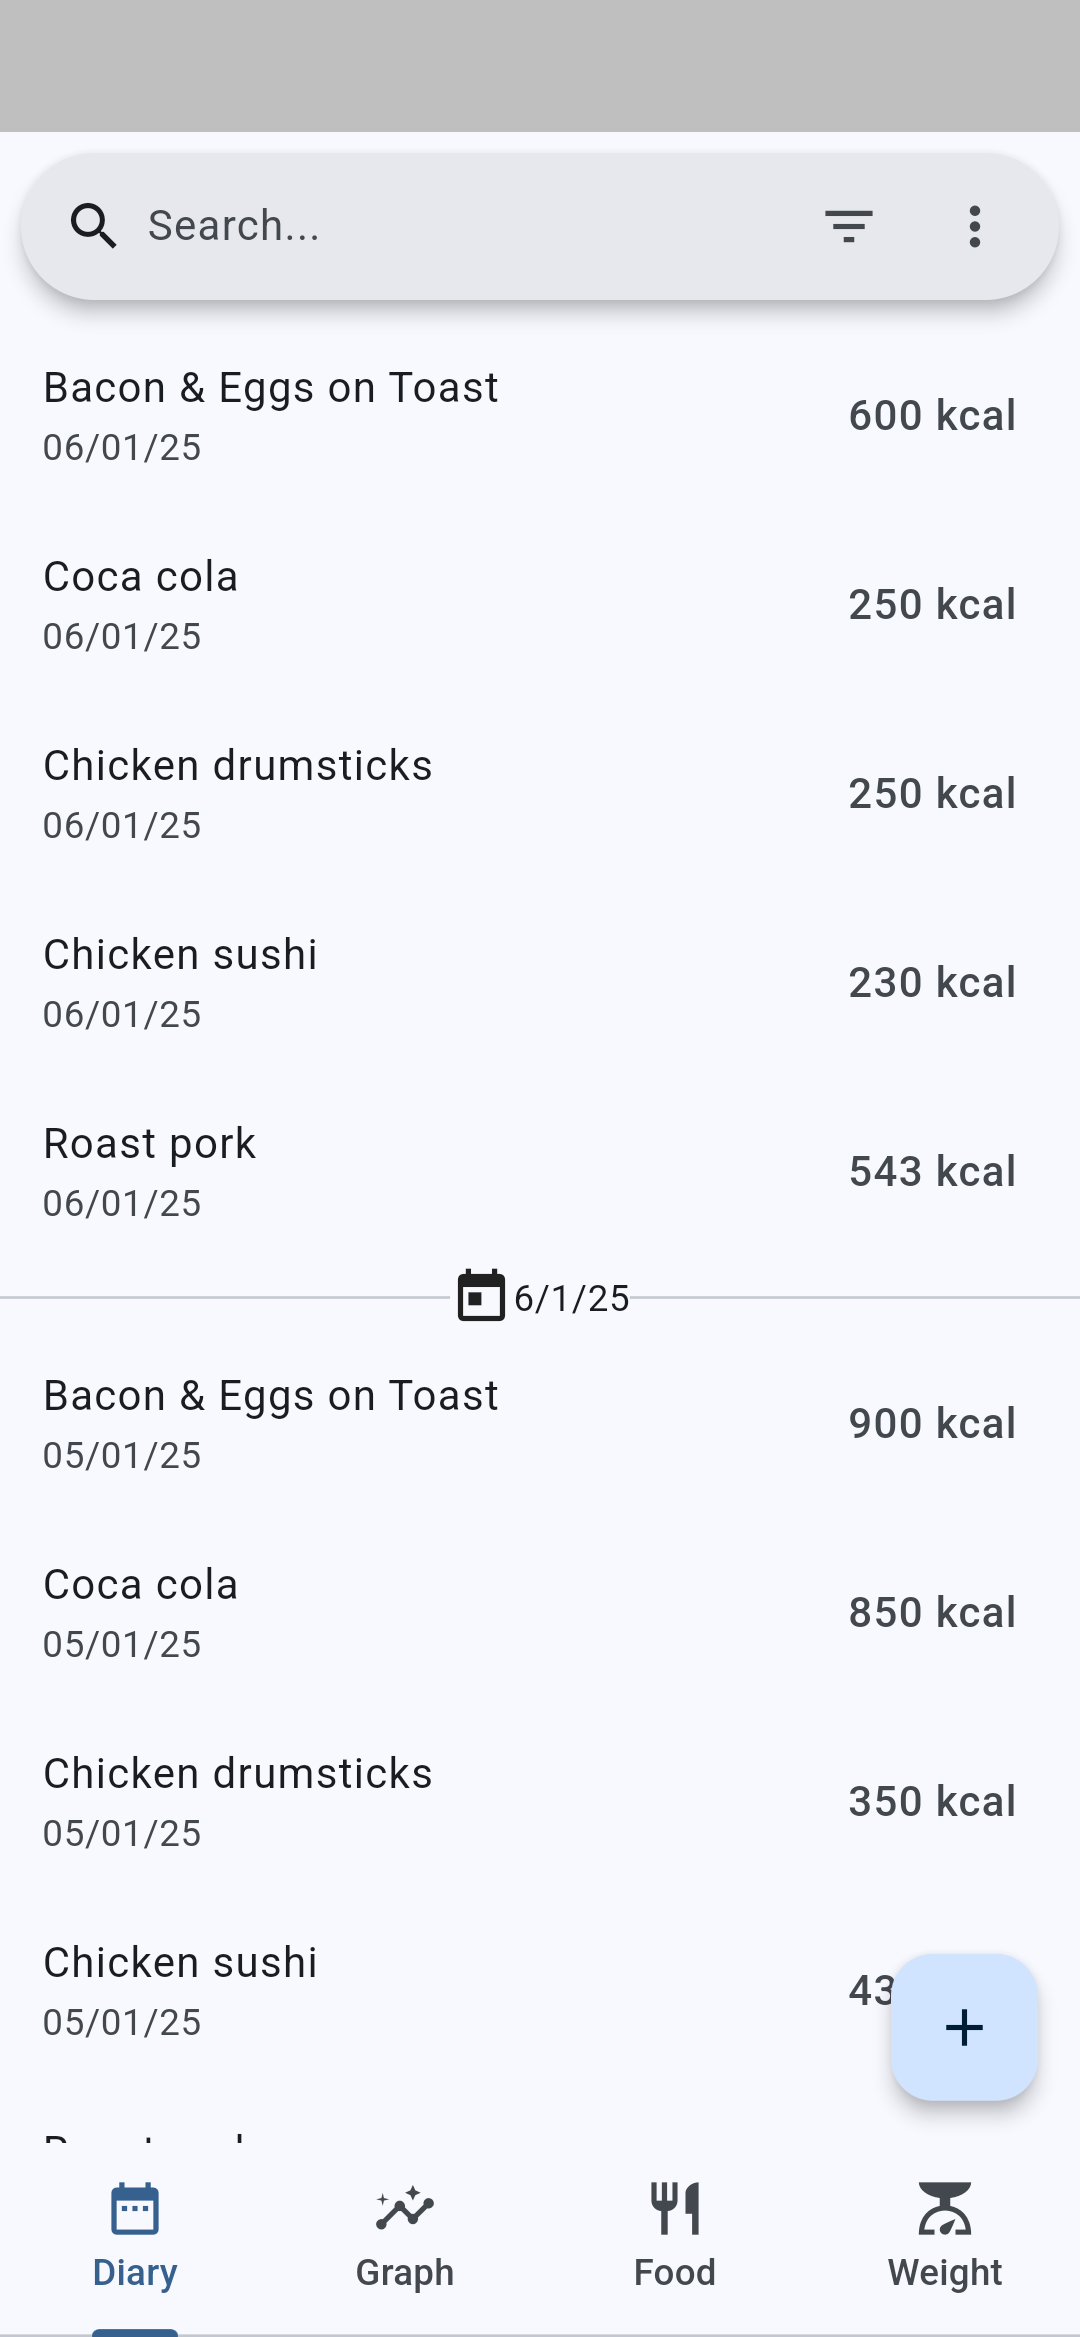 Search...
Bacon & Eggs on Toast
600 kcal
06/01/25
Coca cola
250 kcal
06/01/25
Chicken drumsticks
250 kcal
06/01/25
Chicken sushi
230 kcal
06/01/25
Roast pork
543 kcal
06/01/25
6/1/25
Bacon & Eggs on Toast
900 kcal
05/01/25
Coca cola
850 kcal
05/01/25
Chicken drumsticks
350 kcal
05/01/25
Chicken sushi
05/01/25
Diary
Graph
Food
Weight